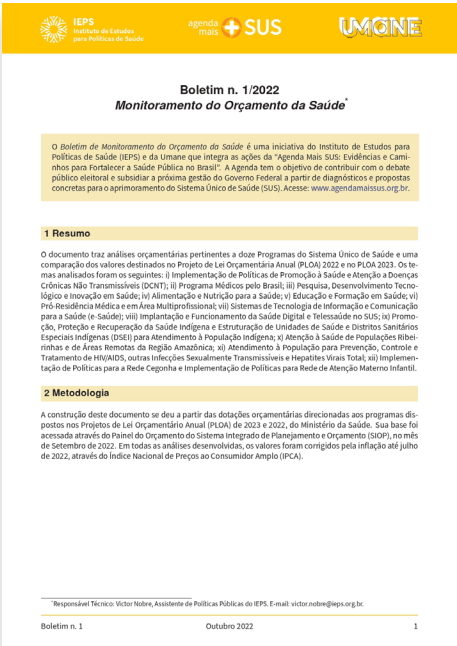 IEPS
Instituto de Estudos
para Políticas de Saúde
agenda
mais
SUS
UMANE
Boletim n. 1/2022
Monitoramento do Orçamento da Saúde*
O Boletim de Monitoramento do Orçamento da Saúde é uma iniciativa do Instituto de Estudos para
Políticas de Saúde (IEPS) e da Umane que integra as ações da "Agenda Mais SUS: Evidências e Cami-
nhos para Fortalecer a Saúde Pública no Brasil". A Agenda tem o objetivo de contribuir com o debate
público eleitoral e subsidiar a próxima gestão do Governo Federal a partir de diagnósticos e propostas
concretas para o aprimoramento do Sistema Único de Saúde (SUS). Acesse: www.agendamaissus.org.br.
1 Resumo
O documento traz análises orçamentárias pertinentes a doze Programas do Sistema Único de Saúde e uma
comparação dos valores destinados no Projeto de Lei Orçamentária Anual (PLOA) 2022 e no PLOA 2023. Os te-
mas analisados foram os seguintes: i) Implementação de Políticas de Promoção à Saúde e Atenção a Doenças
Crônicas Não Transmissíveis (DCNT); ii) Programa Médicos pelo Brasil; iii) Pesquisa, Desenvolvimento Tecno-
lógico e Inovação em Saúde; iv) Alimentação e Nutrição para a Saúde; v) Educação e Formação em Saúde; vi)
Pró-Residência Médica e em Área Multiprofissional; vii) Sistemas de Tecnologia de Informação e Comunicação
para a Saúde (e-Saúde); viii) Implantação e Funcionamento da Saúde Digital e Telessaúde no SUS; ix) Promo-
ção, Proteção e Recuperação da Saúde Indígena e Estruturação de Unidades de Saúde e Distritos Sanitários
Especiais Indígenas (DSEI) para Atendimento à População Indígena; x) Atenção à Saúde de Populações Ribei-
rinhas e de Áreas Remotas da Região Amazônica; xi) Atendimento à População para Prevenção, Controle e
Tratamento de HIV/AIDS, outras Infecções Sexualmente Transmissíveis e Hepatites Virais Total; xii) Implemen-
tação de Políticas para a Rede Cegonha e Implementação de Políticas para Rede de Atenção Materno Infantil.
2 Metodologia
A construção deste documento se deu a partir das dotações orçamentárias direcionadas aos programas dis-
postos nos Projetos de Lei Orçamentário Anual (PLOA) de 2023 e 2022, do Ministério da Saúde. Sua base foi
acessada através do Painel do Orçamento do Sistema Integrado de Planejamento e Orçamento (SIOP), no mês
de Setembro de 2022. Em todas as análises desenvolvidas, os valores foram corrigidos pela inflação até julho
de 2022, através do Índice Nacional de Preços ao Consumidor Amplo (IPCA).
*Responsável Técnico: Victor Nobre, Assistente de Políticas Públicas do IEPS. E-mail: victor.nobre@ieps.org.br.
Boletim n. 1
Outubro 2022
1